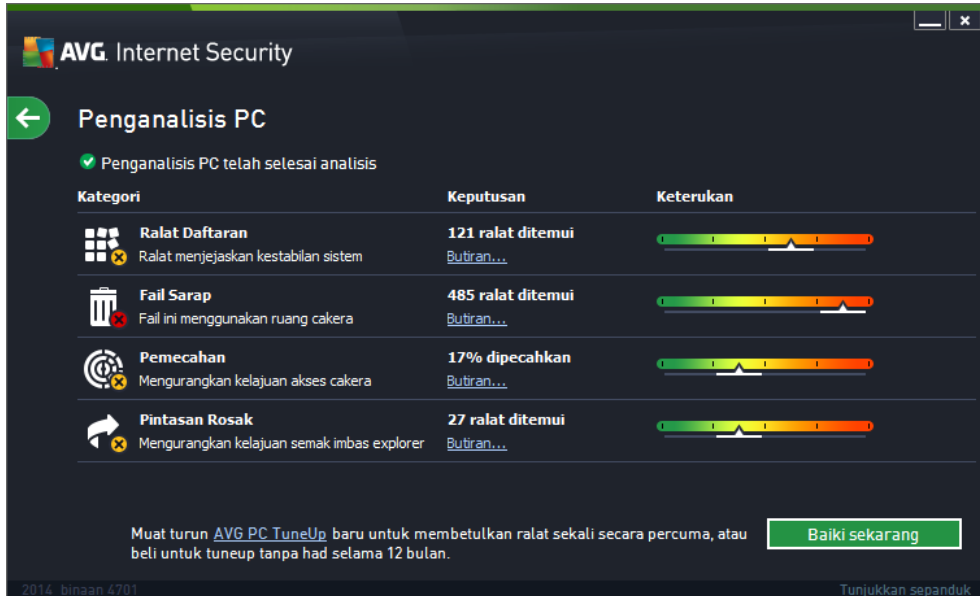 AVG. Internet Security
Penganalisis PC
Penganalisis PC telah selesai analisis
Kategori Keputusan Keterukan
Ralat Daftaran 121 ralat ditemui
Ralat menjejaskan kestabilan sistem Butiran...
Fail Sarap 485 ralat ditemui
Fail ini menggunakan ruang cakera Butiran...
Pemecahan 17% dipecahkan
Mengurangkan kelajuan akses cakera Butiran...
Pintasan Rosak 27 ralat ditemui
Mengurangkan kelajuan semak imbas explorer Butiran...
Muat turun AVG PC TuneUp baru untuk membetulkan ralat sekali secara percuma, atau
beli untuk tuneup tanpa had selama 12 bulan.
Baiki sekarang
2014 binaan 4701 Tunjukkan sepanduk